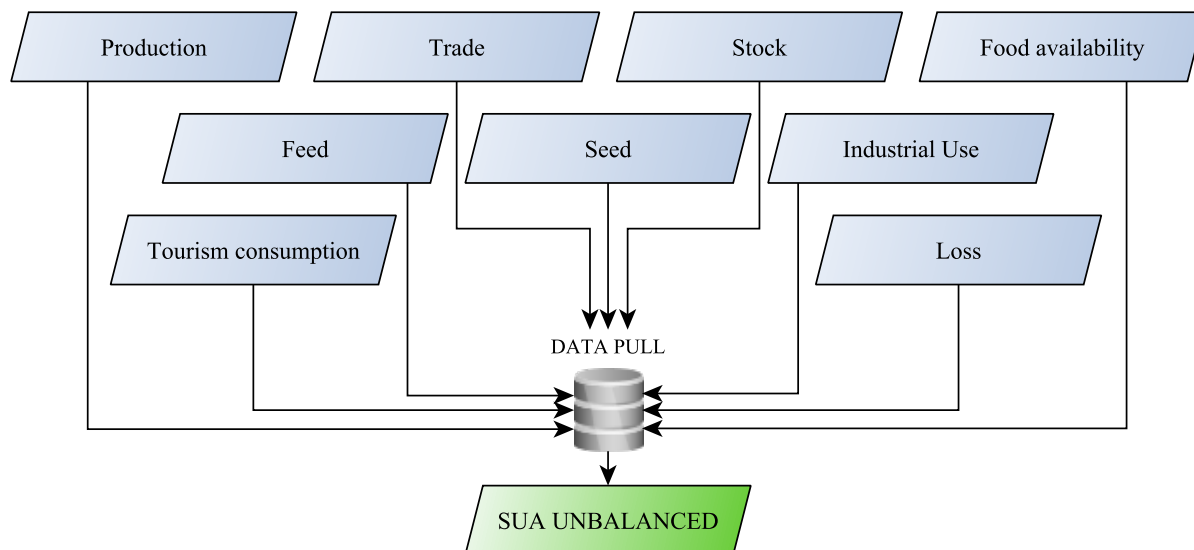 Production
Trade
Stock
Food availability
Feed
Seed
Industrial Use
Tourism consumption
Loss
DATA PULL
SUA UNBALANCED